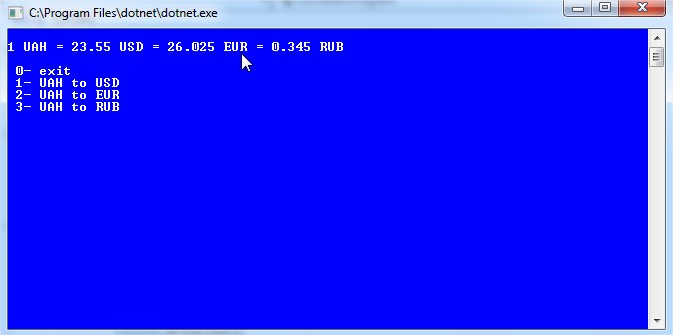 C:\Program Files\dotnet\dotnet.exe
1 UAH = 23.55 USD = 26.025 EUR = 0.345 RUB
0- exit
1- UAH to USD
2- UAH to EUR
3- UAH to RUB